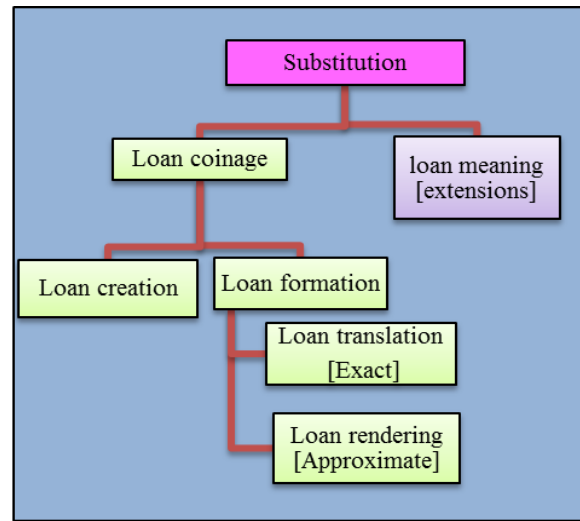 Substitution
Loan coinage
loan meaning
[extensions]
Loan creation
Loan formation
Loan translation
[Exact]
Loan rendering
[Approximate]